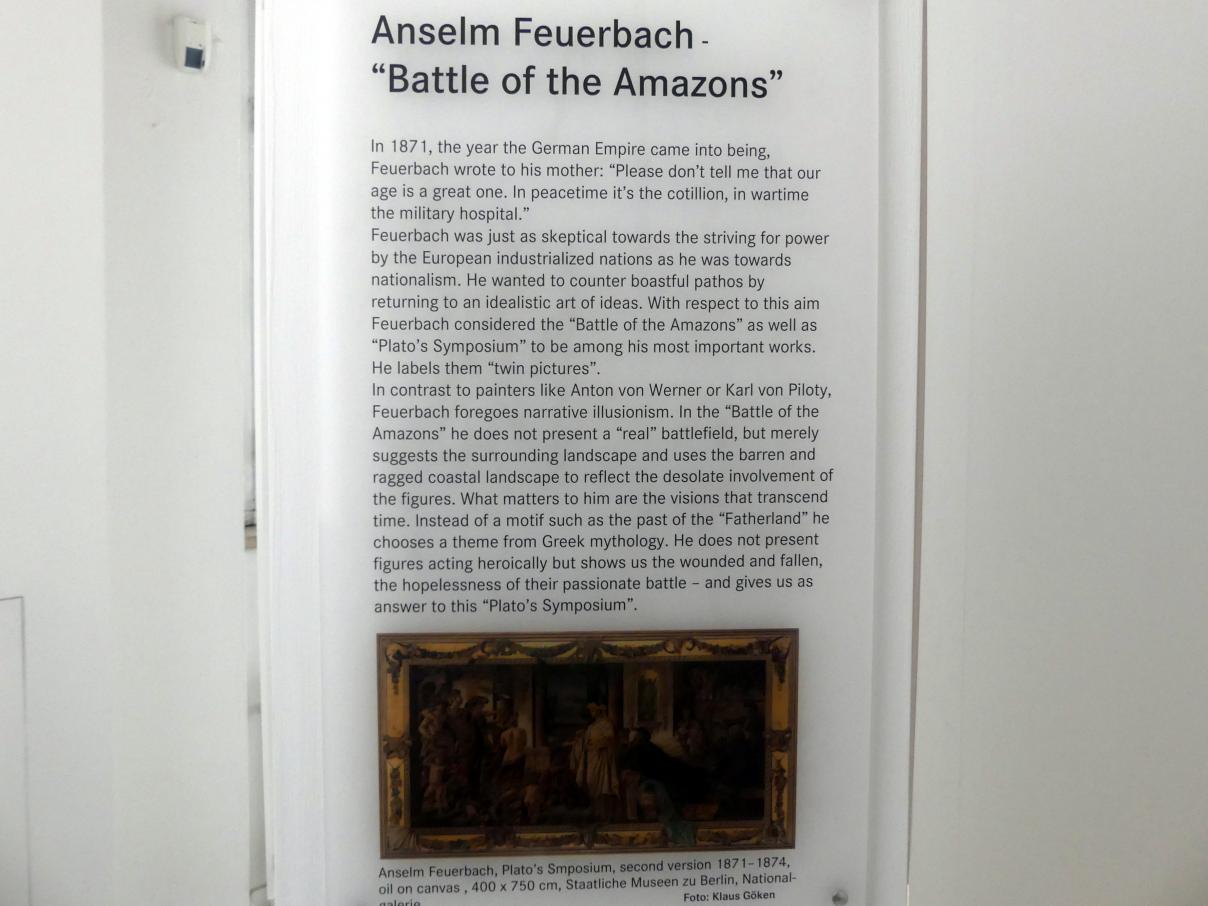 Anselm Feuerbach -
“Battle of the Amazons”
In 1871, the year the German Empire came into being,
Feuerbach wrote to his mother: “Please don’t tell me that our
age is a great one. In peacetime it’s the cotillion, in wartime
the military hospital.”
Feuerbach was just as skeptical towards the striving for power
by the European industrialized nations as he was towards
nationalism. He wanted to counter boastful pathos by
returning to an idealistic art of ideas. With respect to this aim
Feuerbach considered the “Battle of the Amazons” as well as
“Plato’s Symposium” to be among his most important works.
He labels them “twin pictures”.
In contrast to painters like Anton von Werner or Karl von Piloty,
Feuerbach foregoes narrative illusionism. In the “Battle of the
Amazons” he does not present a “real” battlefield, but merely
suggests the surrounding landscape and uses the barren and
ragged coastal landscape to reflect the desolate involvement of
the figures. What matters to him are the visions that transcend
time. Instead of a motif such as the past of the “Fatherland” he
chooses a theme from Greek mythology. He does not present
figures acting heroically but shows us the wounded and fallen,
the hopelessness of their passionate battle – and gives us as
answer to this “Plato’s Symposium”.
Anselm Feuerbach, Plato’s Smposium, second version 1871–1874,
oil on canvas , 400 x 750 cm, Staatliche Museen zu Berlin, National-
galerie
Foto: Klaus Göken